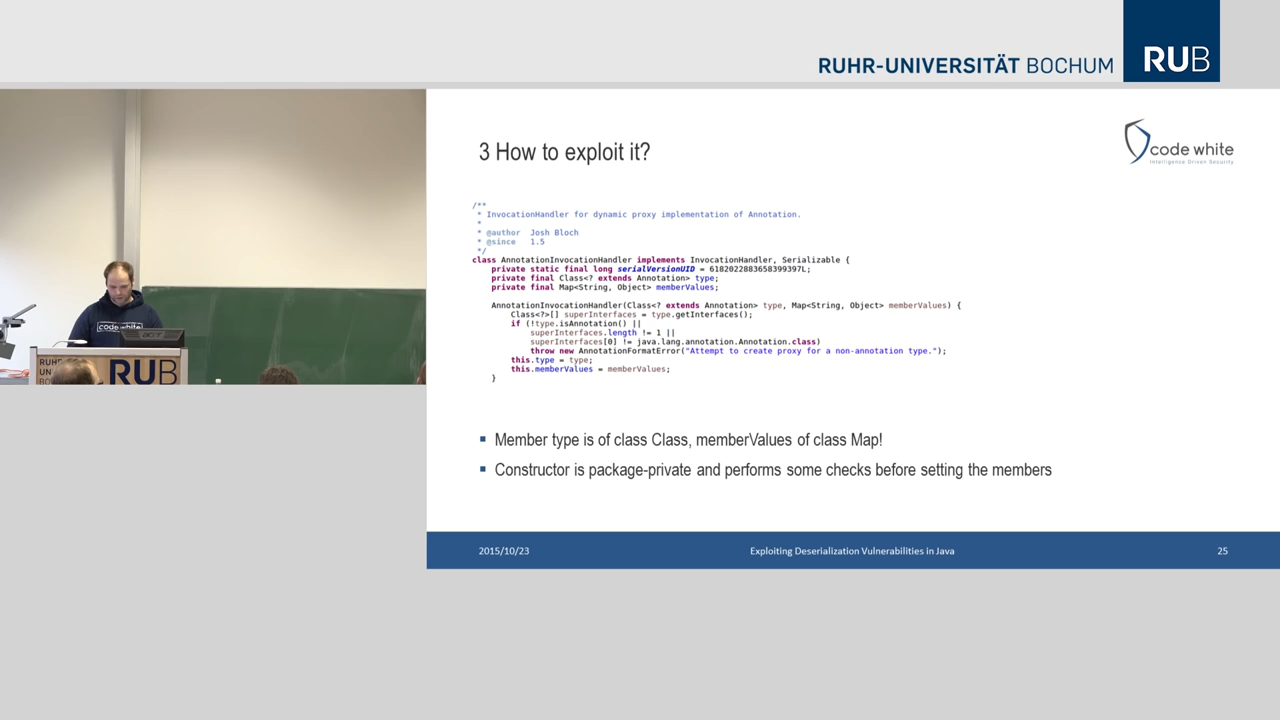 RUHR-UNIVERSITÄT BOCHUM
RUB
3 How to exploit it?
code white
Intelligence Driven Security
/**
* InvocationHandler for dynamic proxy implementation of Annotation.
*
* @author Josh Bloch
* @since 1.5
*/
class AnnotationInvocationHandler implements InvocationHandler, Serializable {
private static final long serialVersionUID = 6182022883658399397L;
private final Class<? extends Annotation> type;
private final Map<String, Object> memberValues;
AnnotationInvocationHandler(Class<? extends Annotation> type, Map<String, Object> memberValues) {
Class<?>[] superInterfaces = type.getInterfaces();
if (!type.isAnnotation() ||
superInterfaces.length != 1 ||
superInterfaces[0] != java.lang.annotation.Annotation.class)
throw new AnnotationFormatError("Attempt to create proxy for a non-annotation type.");
this.type = type;
this.memberValues = memberValues;
}
▪ Member type is of class Class, memberValues of class Map!
▪ Constructor is package-private and performs some checks before setting the members
2015/10/23
Exploiting Deserialization Vulnerabilities in Java
25
code white
RUHR
UN
BO
RUB